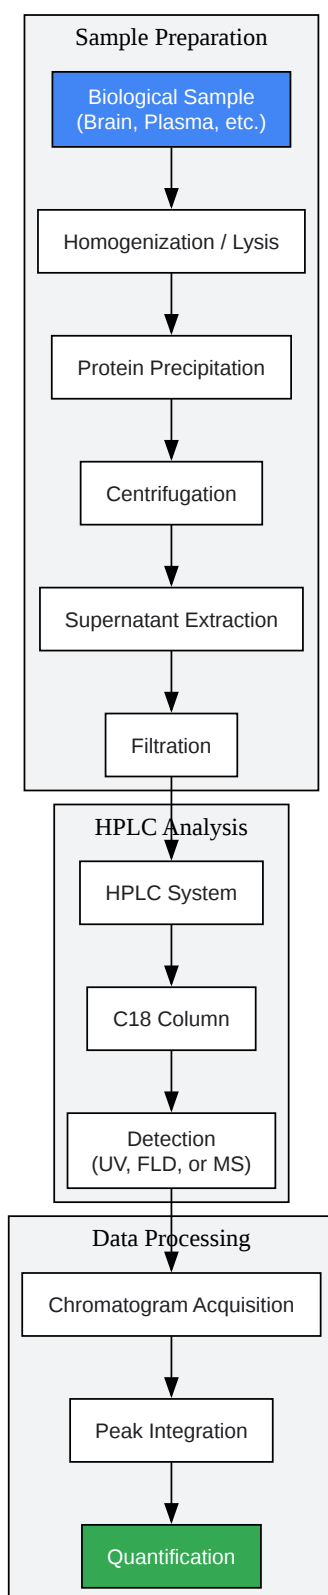 Sample Preparation
Biological Sample
(Brain, Plasma, etc.)
Homogenization / Lysis
Protein Precipitation
Centrifugation
Supernatant Extraction
Filtration
HPLC Analysis
HPLC System
C18 Column
Detection
(UV, FLD, or MS)
Data Processing
Chromatogram Acquisition
Peak Integration
Quantification